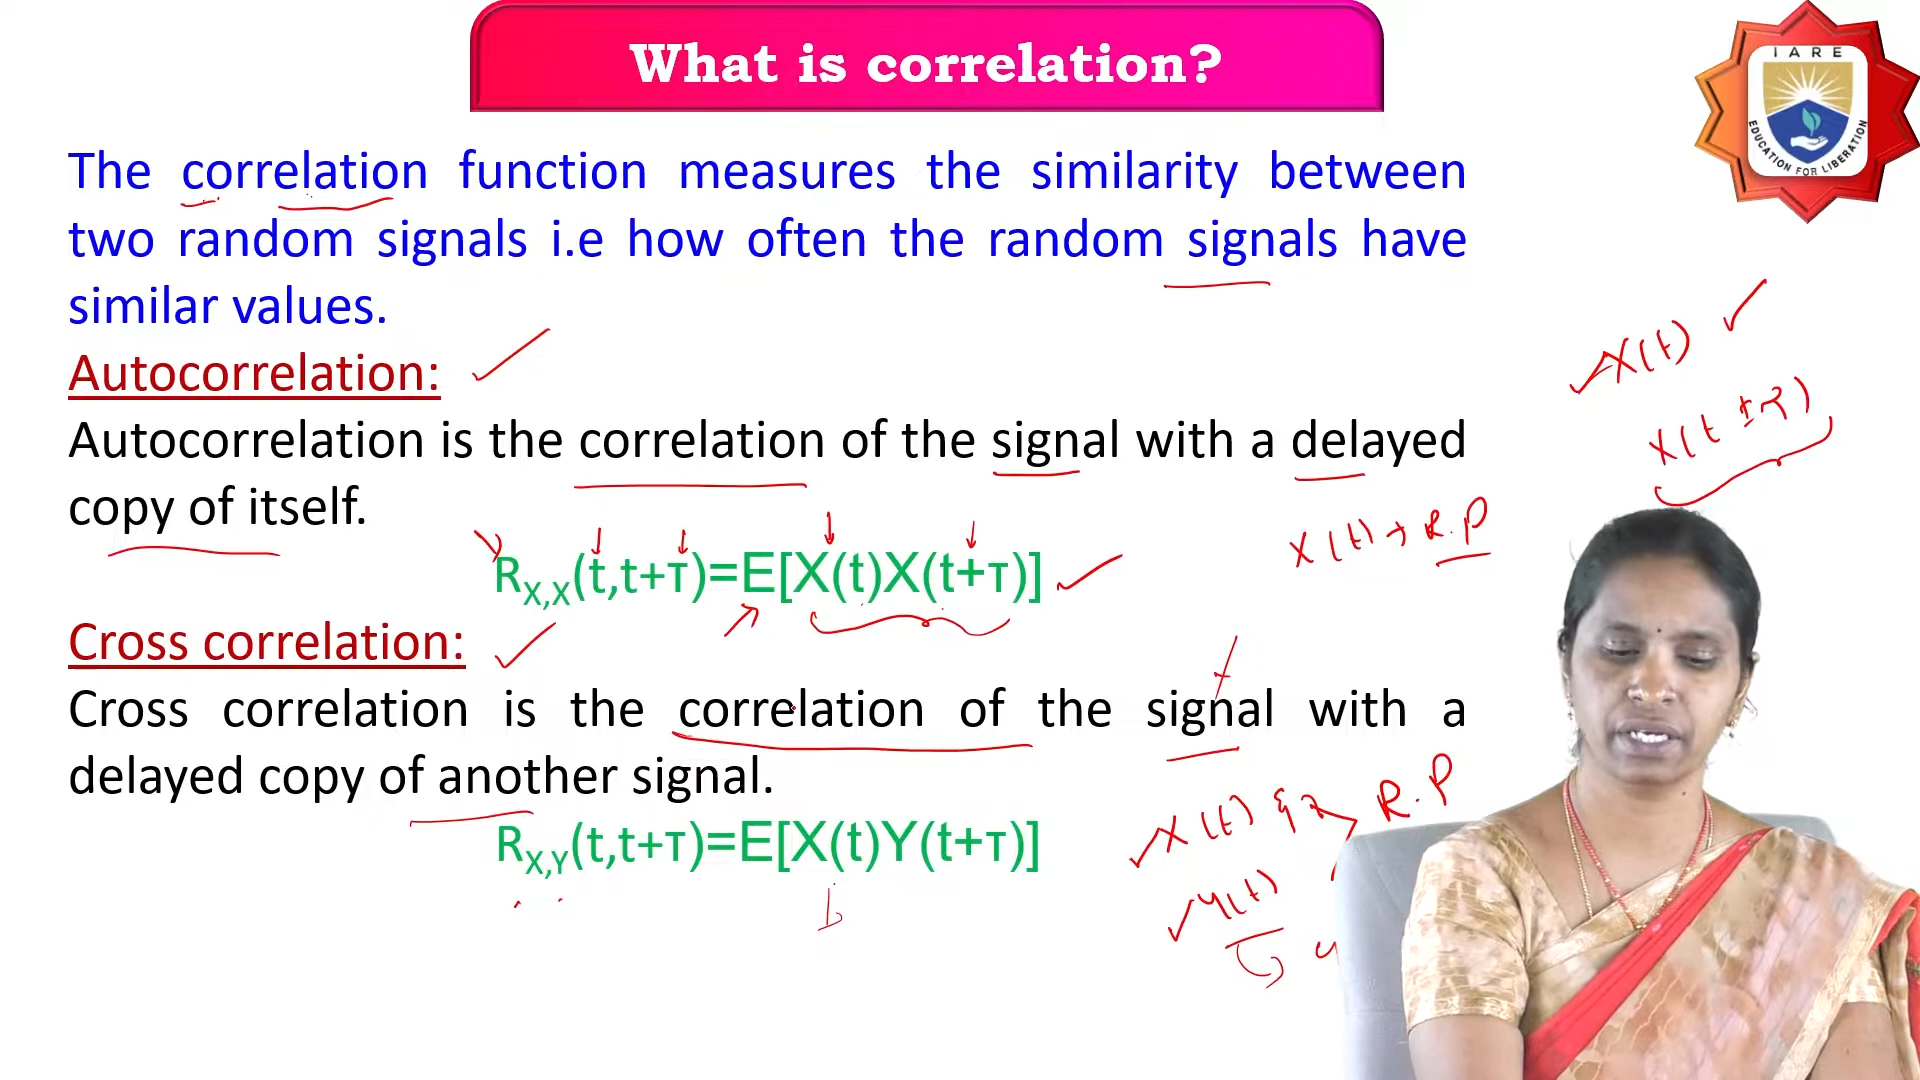 What is correlation?
IARE
EDUCATION FOR LIBERATION
The correlation function measures the similarity between
two random signals i.e how often the random signals have
similar values.
Autocorrelation:
Autocorrelation is the correlation of the signal with a delayed
copy of itself.
R_{X,X}(t,t+τ)=E[X(t)X(t+τ)]
Cross correlation:
Cross correlation is the correlation of the signal with a
delayed copy of another signal.
R_{X,Y}(t,t+τ)=E[X(t)Y(t+τ)]
X(t)
X(t±τ)
X(t)→R.P
X(t) & R.P
Y(t)